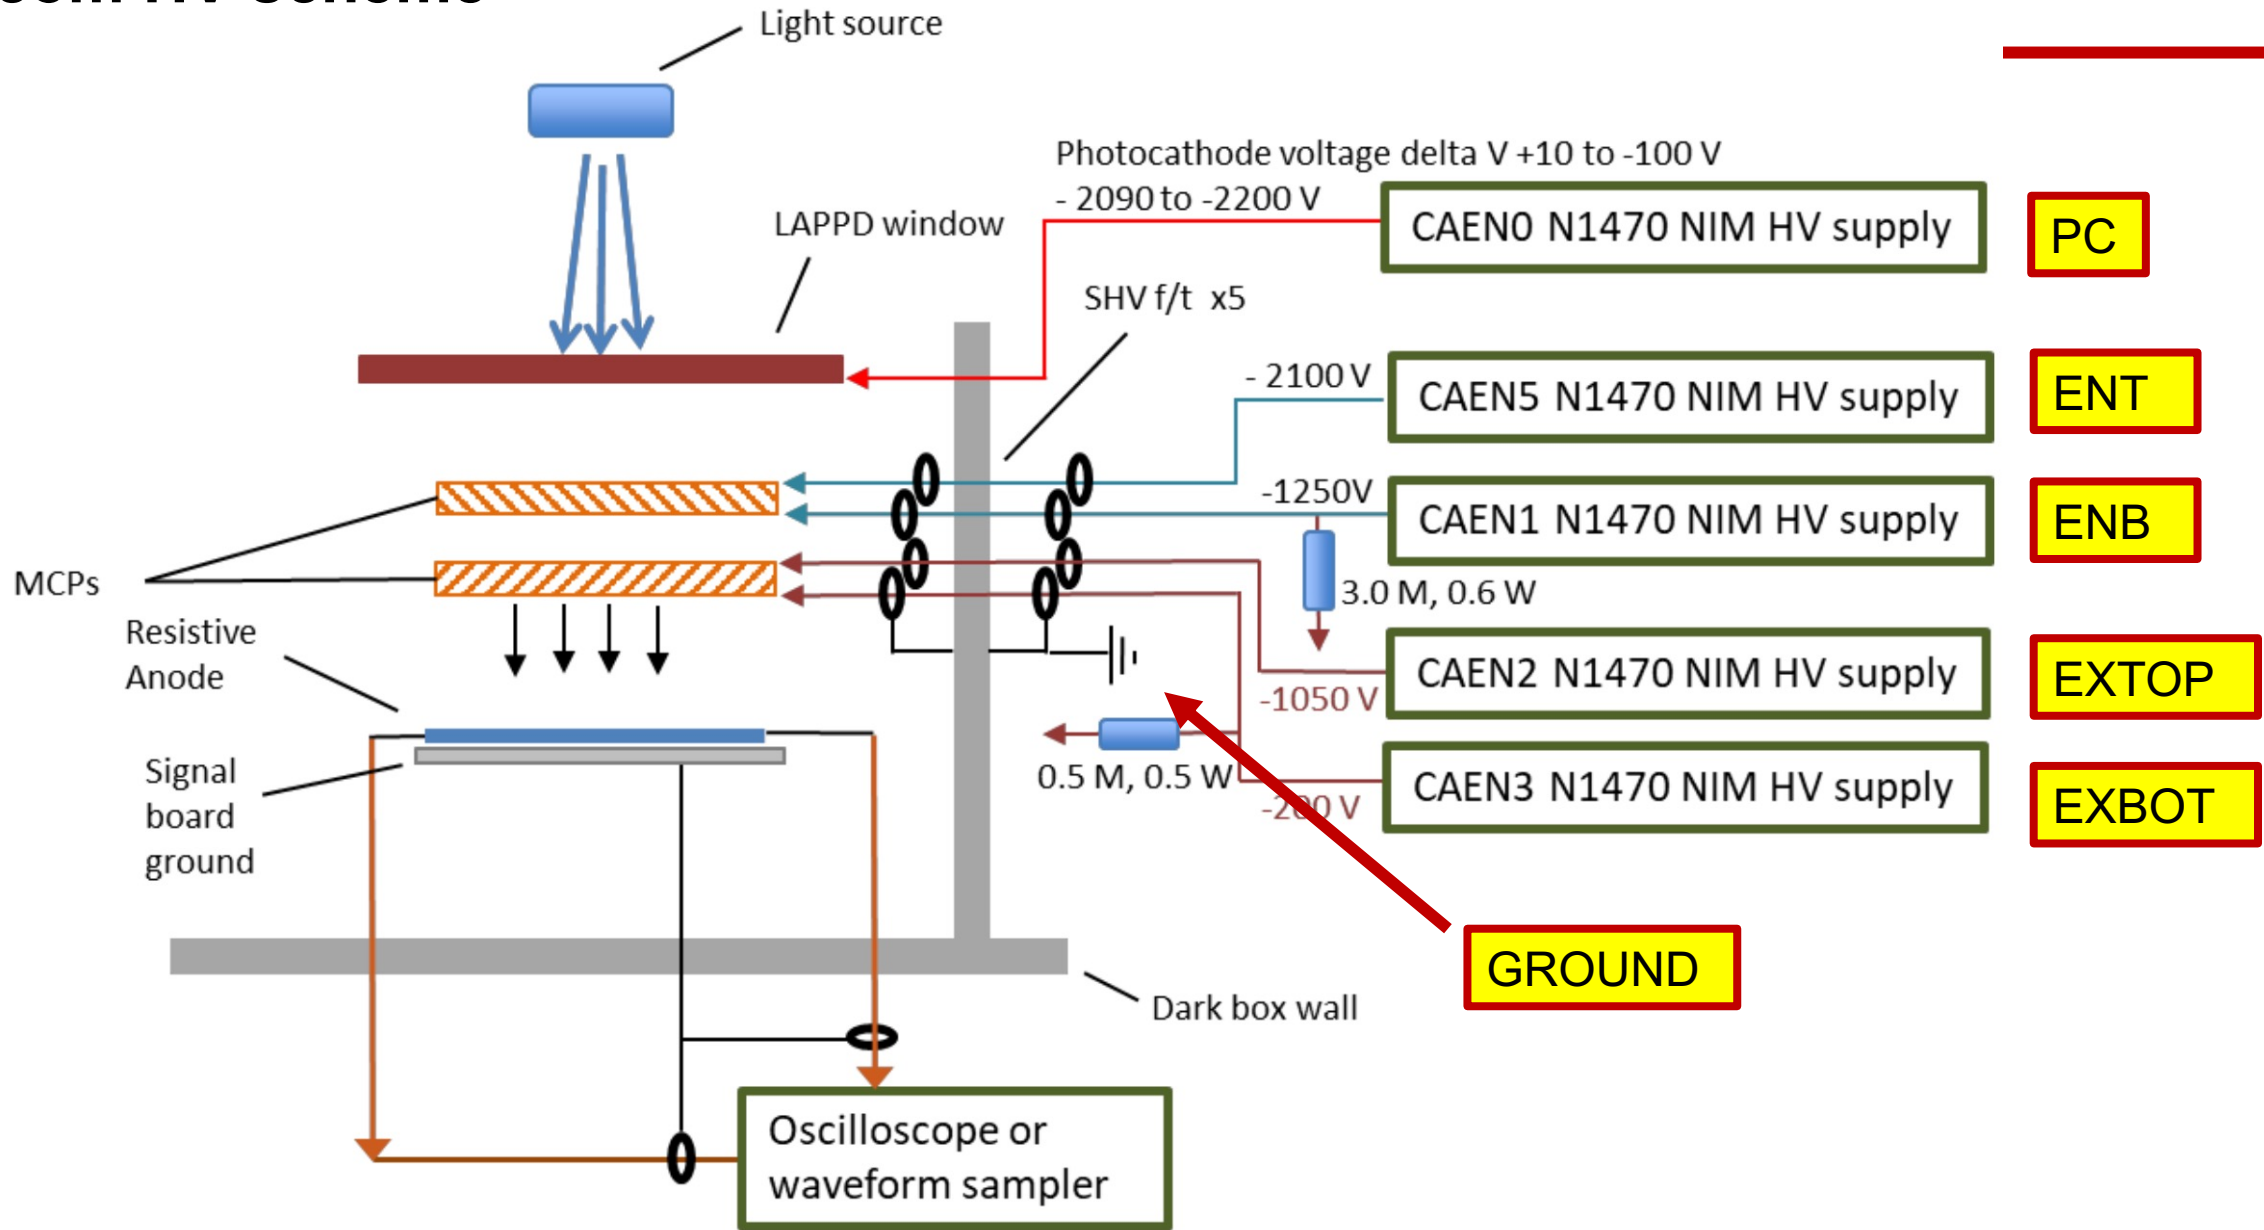 HV scheme
Light source
Photocathode voltage delta V +10 to -100 V
- 2090 to -2200 V
CAEN0 N1470 NIM HV supply
PC
LAPPD window
SHV f/t x5
- 2100 V
CAEN5 N1470 NIM HV supply
ENT
-1250V
CAEN1 N1470 NIM HV supply
ENB
MCPs
3.0 M, 0.6 W
Resistive
Anode
CAEN2 N1470 NIM HV supply
EXTOP
-1050 V
Signal
board
ground
0.5 M, 0.5 W
CAEN3 N1470 NIM HV supply
EXBOT
-200 V
GROUND
Dark box wall
Oscilloscope or
waveform sampler